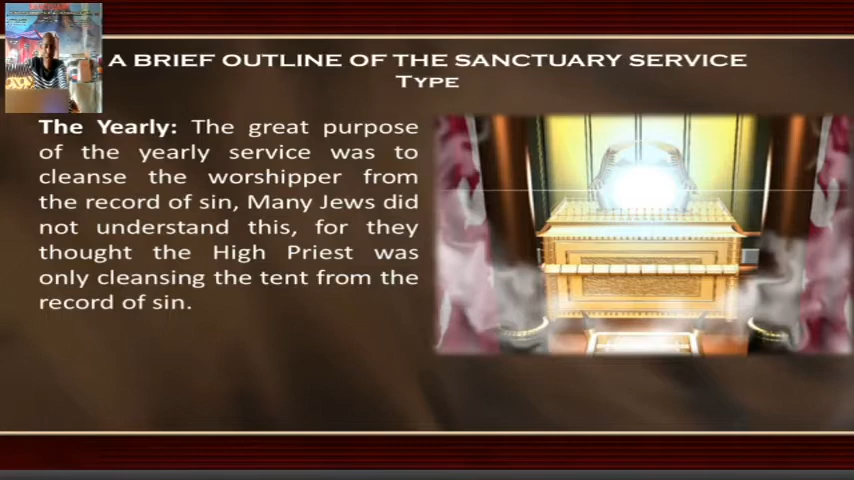 A BRIEF OUTLINE OF THE SANCTUARY SERVICE
TYPE
The Yearly: The great purpose
of the yearly service was to
cleanse the worshipper from
the record of sin, Many Jews did
not understand this, for they
thought the High Priest was
only cleansing the tent from the
record of sin.